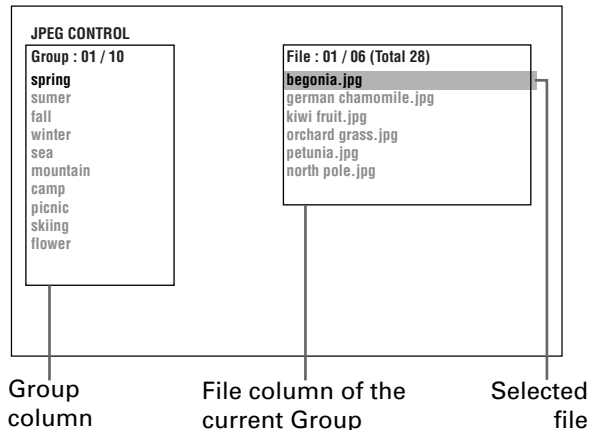 JPEG CONTROL
Group : 01 / 10
spring
sumer
fall
winter
sea
mountain
camp
picnic
skiing
flower
File : 01 / 06 (Total 28)
begonia.jpg
german chamomile.jpg
kiwi fruit.jpg
orchard grass.jpg
petunia.jpg
north pole.jpg
Group
column
File column of the
current Group
Selected
file